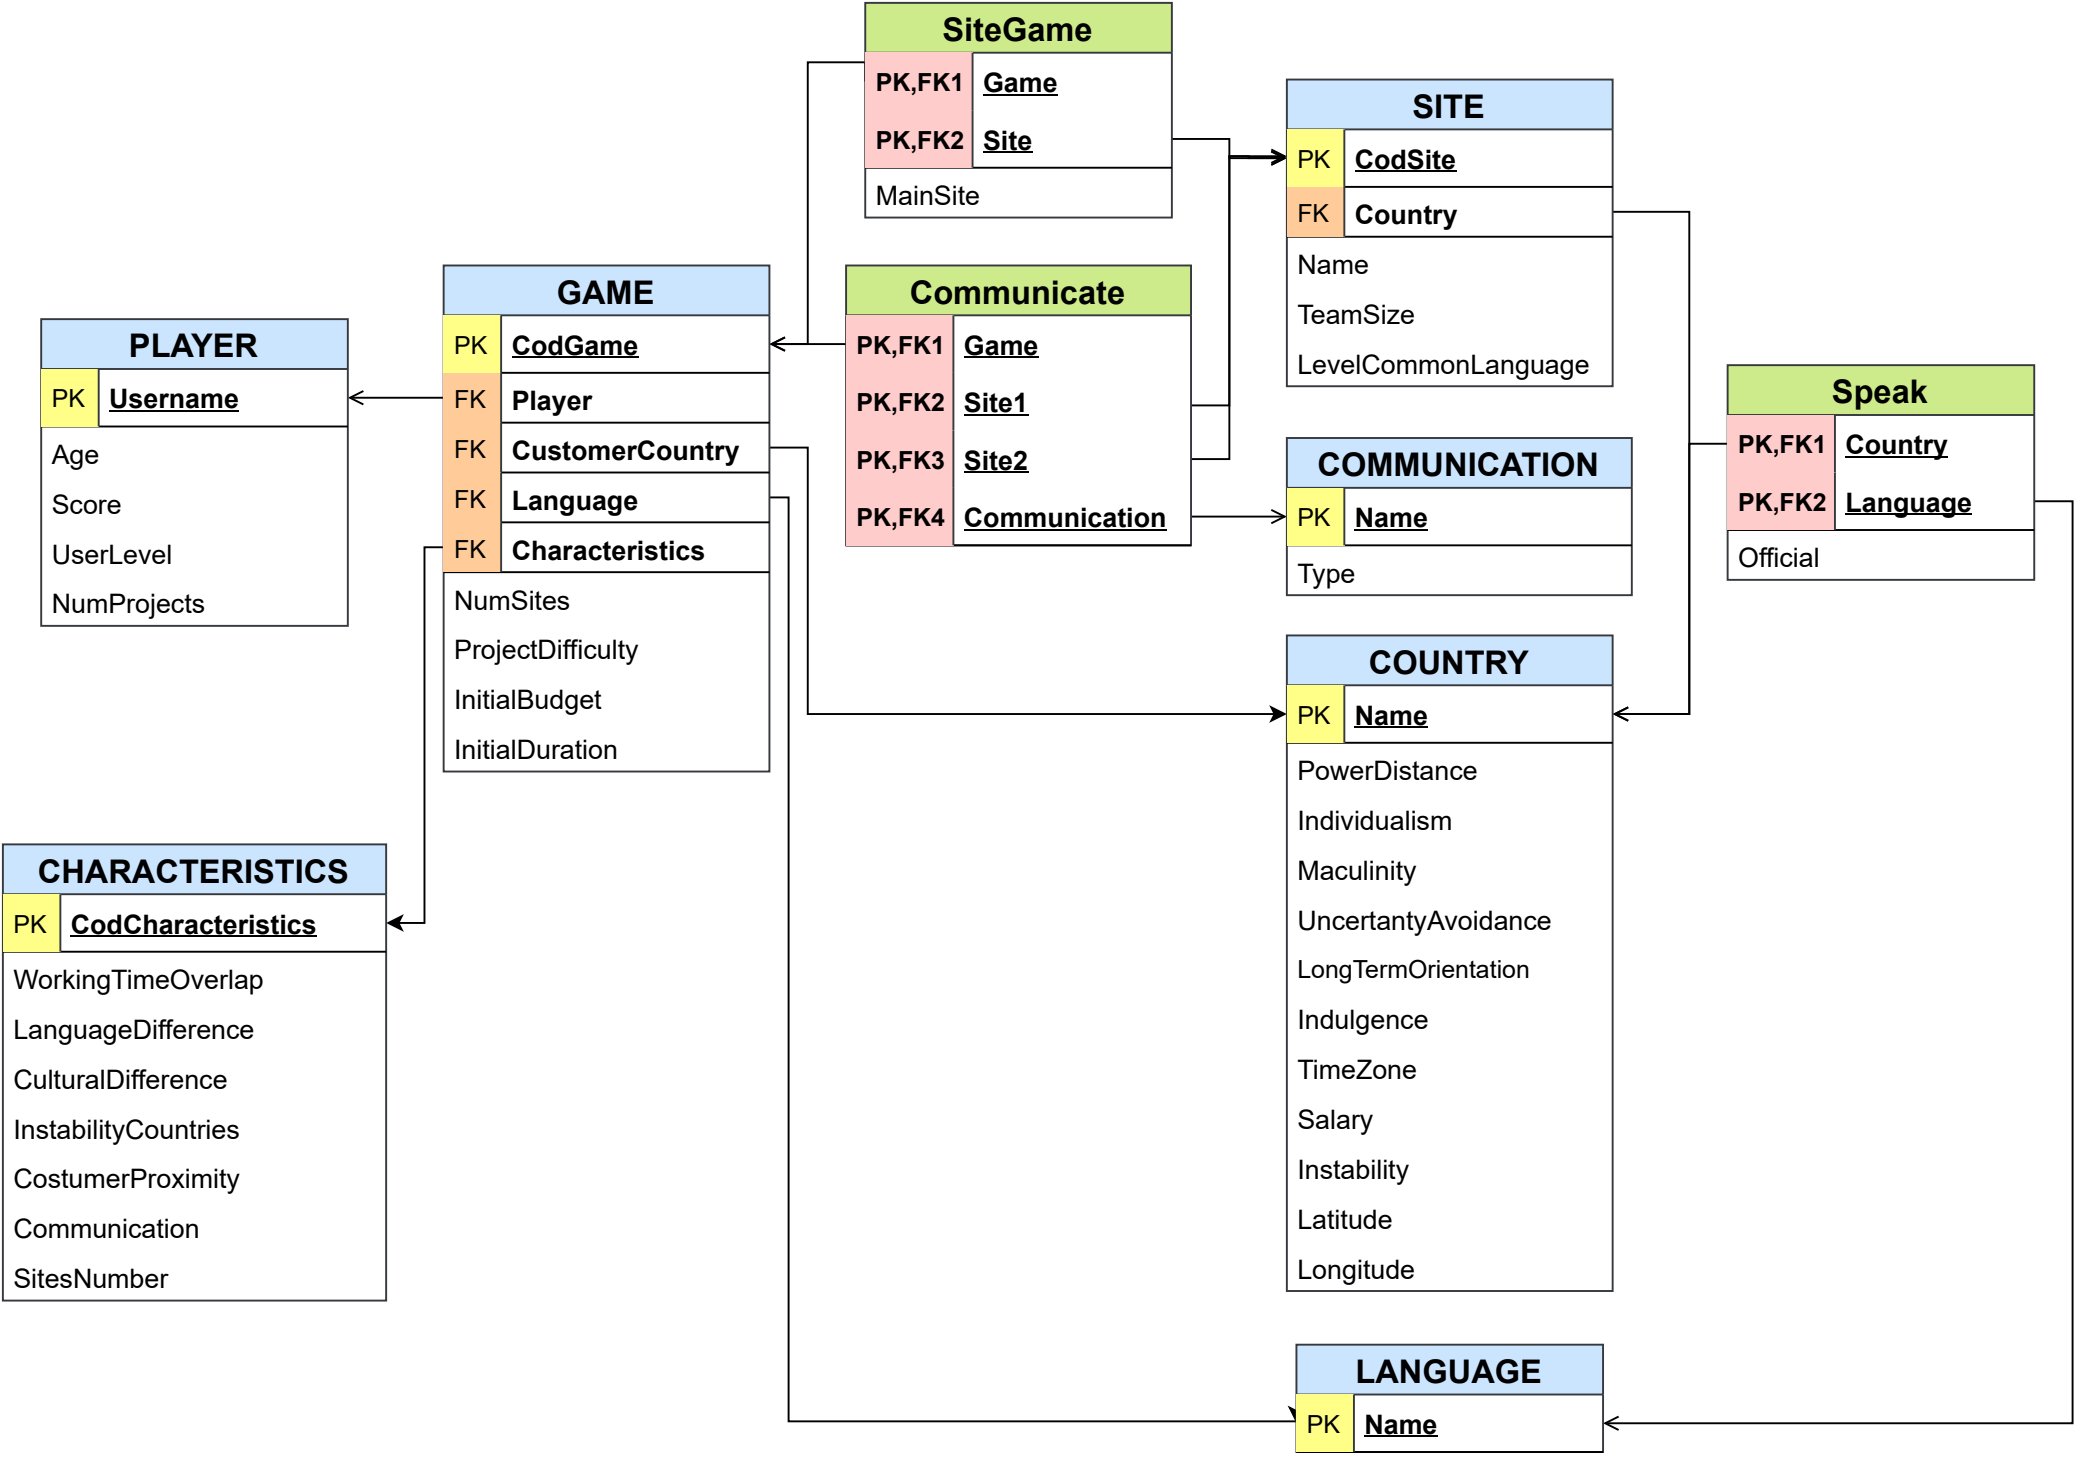 SiteGame
PK,FK1 Game
PK,FK2 Site
MainSite
SITE
PK CodSite
FK Country
Name
TeamSize
LevelCommonLanguage
GAME
PK CodGame
FK Player
FK CustomerCountry
FK Language
FK Characteristics
NumSites
ProjectDifficulty
InitialBudget
InitialDuration
Communicate
PK,FK1 Game
PK,FK2 Site1
PK,FK3 Site2
PK,FK4 Communication
PLAYER
PK Username
Age
Score
UserLevel
NumProjects
Speak
PK,FK1 Country
PK,FK2 Language
Official
COMMUNICATION
PK Name
Type
COUNTRY
PK Name
PowerDistance
Individualism
Maculinity
UncertantyAvoidance
LongTermOrientation
Indulgence
TimeZone
Salary
Instability
Latitude
Longitude
CHARACTERISTICS
PK CodCharacteristics
WorkingTimeOverlap
LanguageDifference
CulturalDifference
InstabilityCountries
CostumerProximity
Communication
SitesNumber
LANGUAGE
PK Name